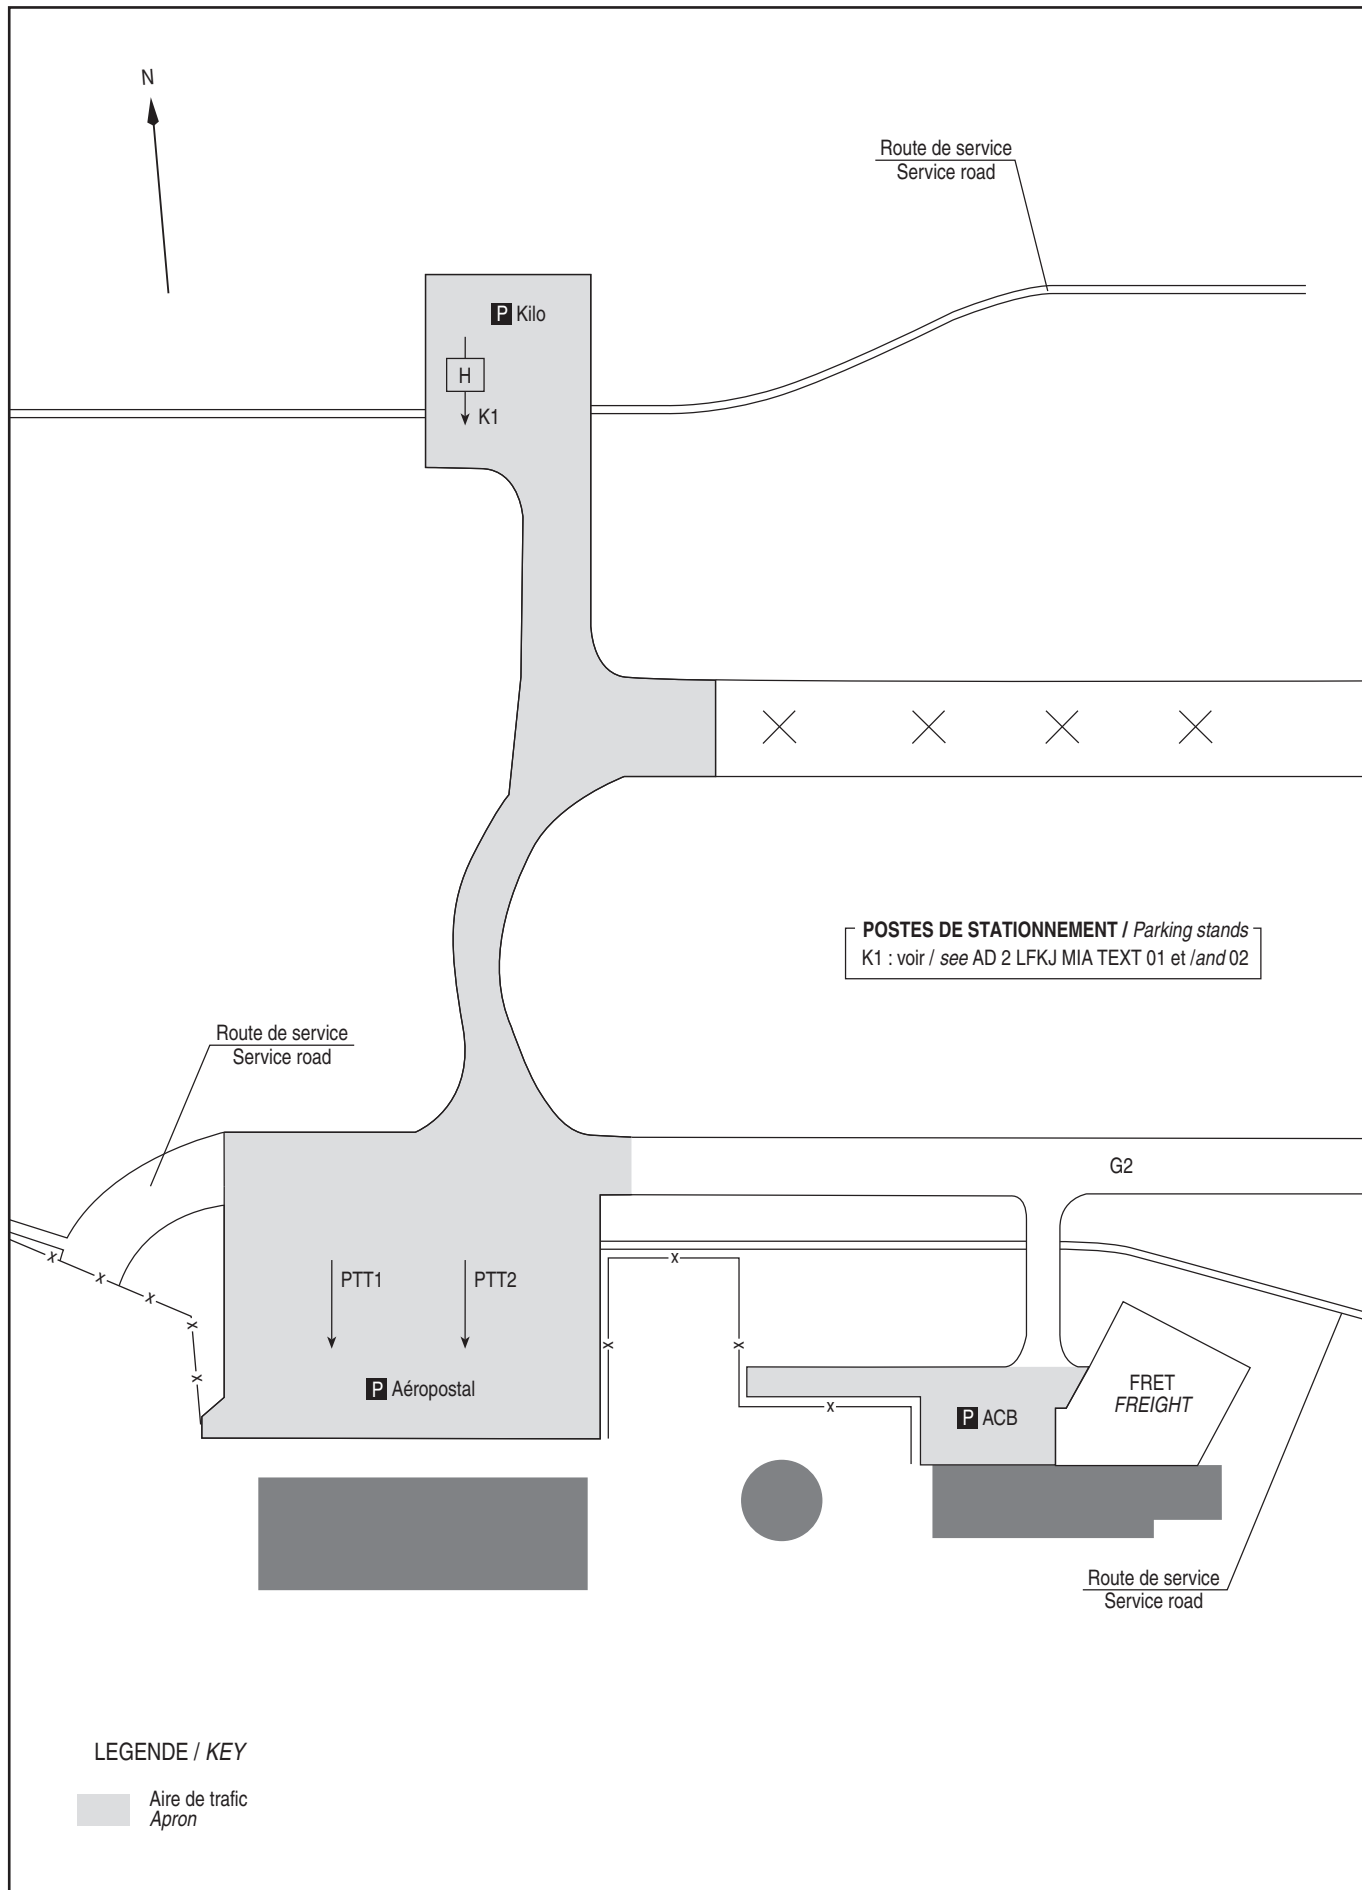 N
Route de service
Service road
P Kilo
H
K1
POSTES DE STATIONNEMENT / Parking stands
K1 : voir / see AD 2 LFKJ MIA TEXT 01 et /and 02
Route de service
Service road
G2
x
x
x
x
x
x
x
x
x
PTT1
PTT2
P Aéropostal
P ACB
FRET
FREIGHT
Route de service
Service road
LEGENDE / KEY
Aire de trafic
Apron